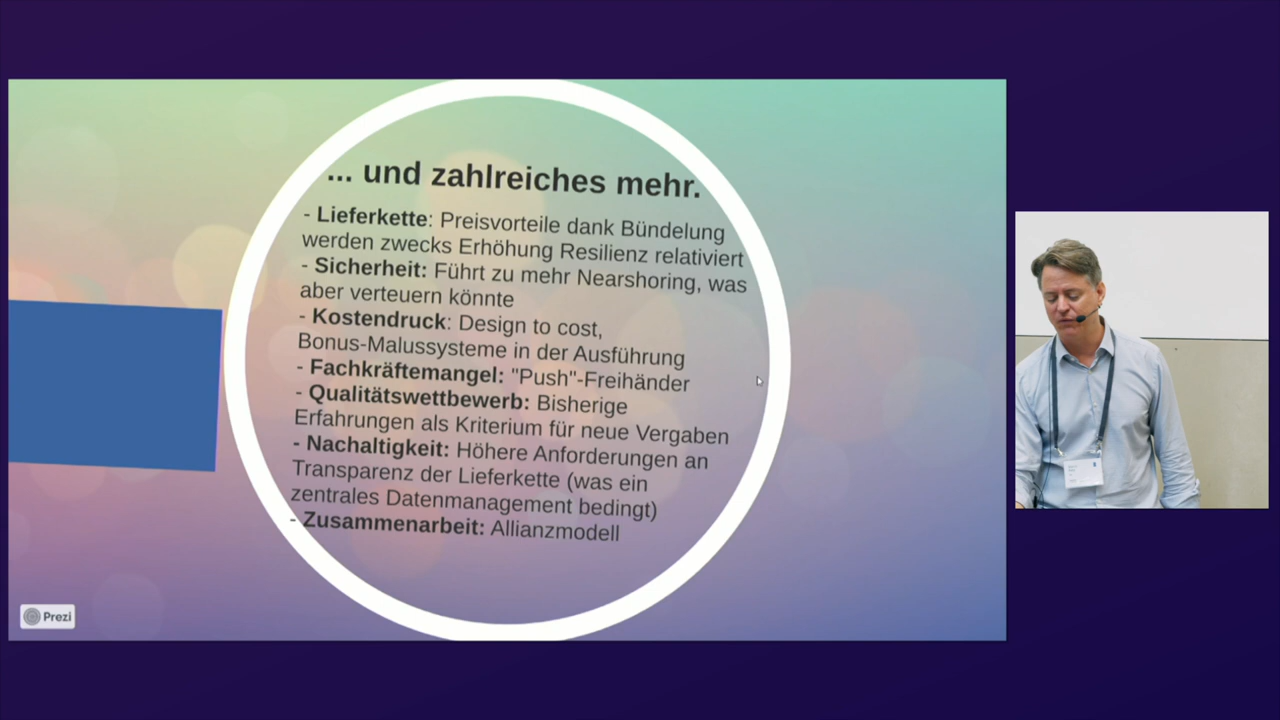 ... und zahlreiches mehr.
- Lieferkette: Preisvorteile dank Bündelung
werden zwecks Erhöhung Resilienz relativiert
- Sicherheit: Führt zu mehr Nearshoring, was
aber verteuern könnte
- Kostendruck: Design to cost,
Bonus-Malussysteme in der Ausführung
- Fachkräftemangel: "Push"-Freihänder
- Qualitätswettbewerb: Bisherige
Erfahrungen als Kriterium für neue Vergaben
- Nachaltigkeit: Höhere Anforderungen an
Transparenz der Lieferkette (was ein
zentrales Datenmanagement bedingt)
- Zusammenarbeit: Allianzmodell
Prezi